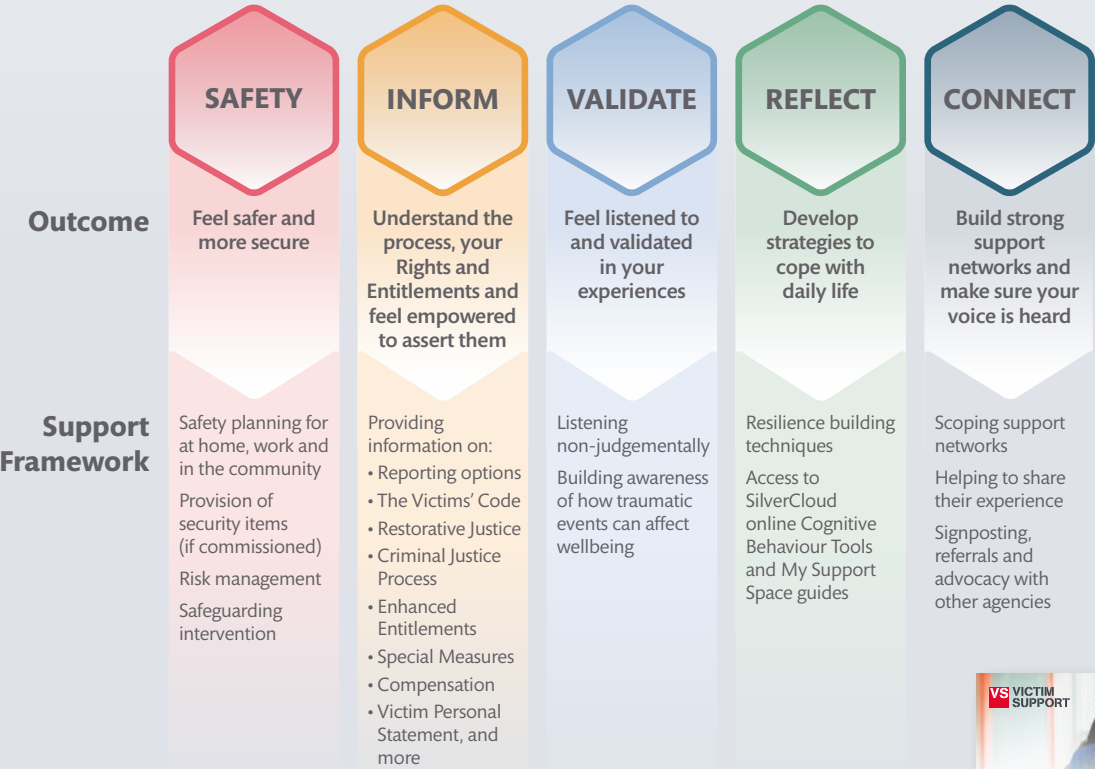 SAFETY
INFORM
VALIDATE
REFLECT
CONNECT
Outcome
Feel safer and
more secure
Understand the
process, your
Rights and
Entitlements and
feel empowered
to assert them
Feel listened to
and validated
in your
experiences
Develop
strategies to
cope with
daily life
Build strong
support
networks and
make sure your
voice is heard
Support
Framework
Safety planning for
at home, work and
in the community
Provision of
security items
(if commissioned)
Risk management
Safeguarding
intervention
Providing
information on:
• Reporting options
• The Victims’ Code
• Restorative Justice
• Criminal Justice
Process
• Enhanced
Entitlements
• Special Measures
• Compensation
• Victim Personal
Statement, and
more
Listening
non-judgementally
Building awareness
of how traumatic
events can affect
wellbeing
Resilience building
techniques
Access to
SilverCloud
online Cognitive
Behaviour Tools
and My Support
Space guides
Scoping support
networks
Helping to share
their experience
Signposting,
referrals and
advocacy with
other agencies
VS VICTIM
SUPPORT